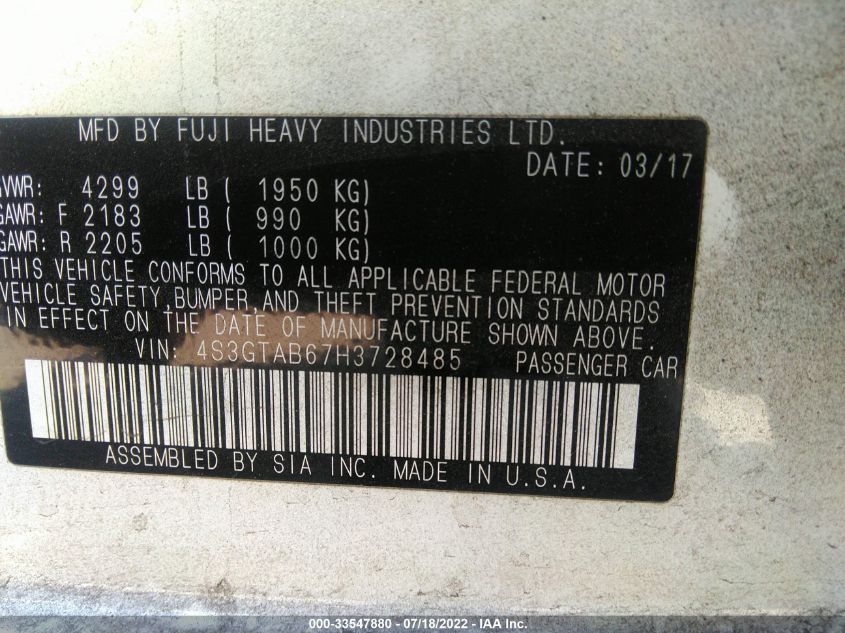 MFD BY FUJI HEAVY INDUSTRIES LTD.
DATE: 03/17
VWR: 4299 LB ( 1950 KG)
GAWR: F 2183 LB ( 990 KG)
GAWR: R 2205 LB ( 1000 KG)
THIS VEHICLE CONFORMS TO ALL APPLICABLE FEDERAL MOTOR
VEHICLE SAFETY, BUMPER, AND THEFT PREVENTION STANDARDS
IN EFFECT ON THE DATE OF MANUFACTURE SHOWN ABOVE.
VIN: 4S3GTAB67H3728485 PASSENGER CAR
ASSEMBLED BY SIA INC. MADE IN U.S.A.
000-33547880 - 07/18/2022 - IAA Inc.